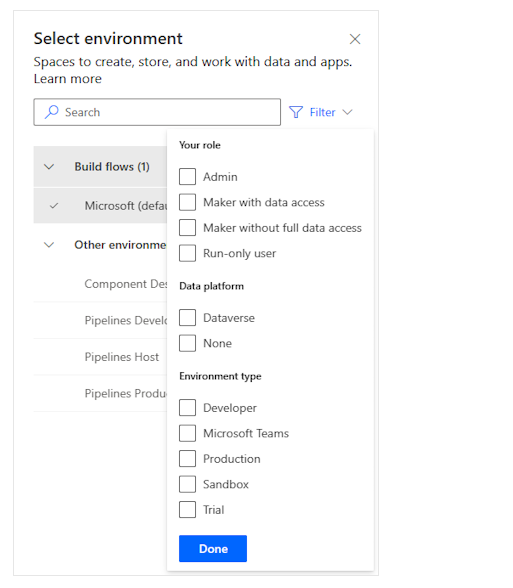 Select environment
Spaces to create, store, and work with data and apps.
Learn more
Search
Filter
Build flows (1)
Microsoft (defau
Other environme
Component Des
Pipelines Develo
Pipelines Host
Pipelines Produ
Your role
Admin
Maker with data access
Maker without full data access
Run-only user
Data platform
Dataverse
None
Environment type
Developer
Microsoft Teams
Production
Sandbox
Trial
Done